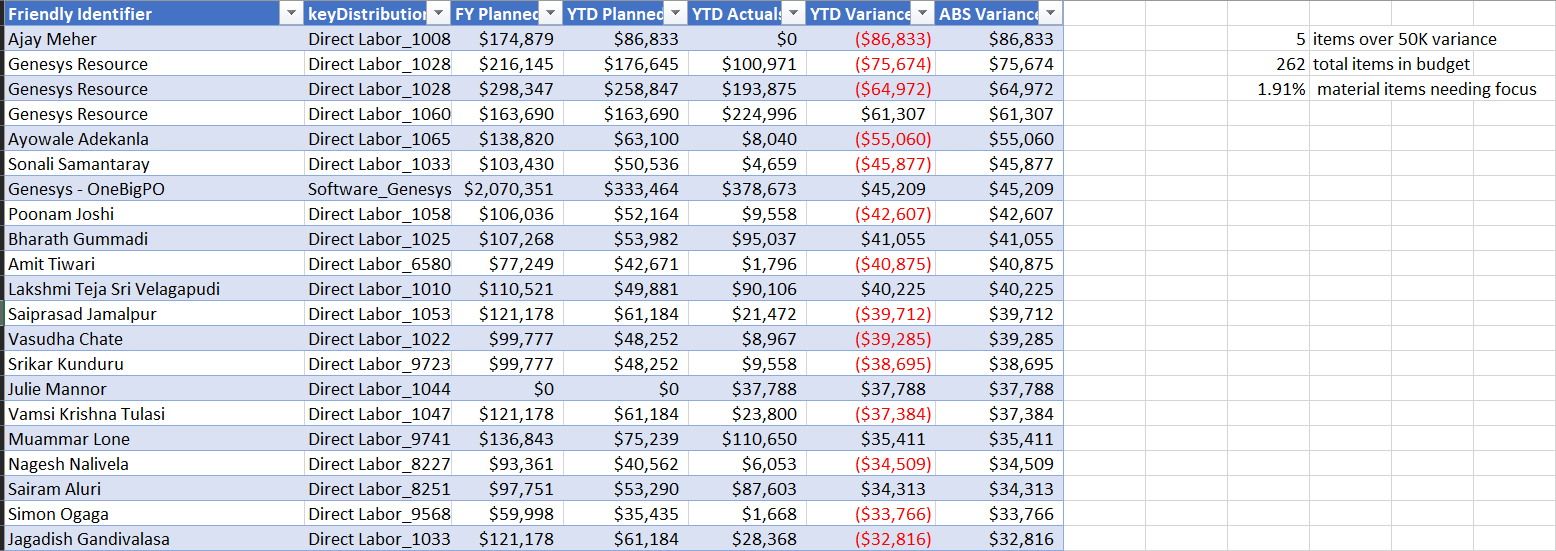 Friendly Identifier keyDistribution FY Planned YTD Planned YTD Actuals YTD Variance ABS Variance
Ajay Meher Direct Labor_1008 $174,879 $86,833 $0 ($86,833) $86,833 5 items over 50K variance
Genesys Resource Direct Labor_1028 $216,145 $176,645 $100,971 ($75,674) $75,674 262 total items in budget
Genesys Resource Direct Labor_1028 $298,347 $258,847 $193,875 ($64,972) $64,972 1.91% material items needing focus
Genesys Resource Direct Labor_1060 $163,690 $163,690 $224,996 $61,307 $61,307
Ayowale Adekanla Direct Labor_1065 $138,820 $63,100 $8,040 ($55,060) $55,060
Sonali Samantaray Direct Labor_1033 $103,430 $50,536 $4,659 ($45,877) $45,877
Genesys - OneBigPO Software_Genesys $2,070,351 $333,464 $378,673 $45,209 $45,209
Poonam Joshi Direct Labor_1058 $106,036 $52,164 $9,558 ($42,607) $42,607
Bharath Gummadi Direct Labor_1025 $107,268 $53,982 $95,037 $41,055 $41,055
Amit Tiwari Direct Labor_6580 $77,249 $42,671 $1,796 ($40,875) $40,875
Lakshmi Teja Sri Velagapudi Direct Labor_1010 $110,521 $49,881 $90,106 $40,225 $40,225
Saiprasad Jamalpur Direct Labor_1053 $121,178 $61,184 $21,472 ($39,712) $39,712
Vasudha Chate Direct Labor_1022 $99,777 $48,252 $8,967 ($39,285) $39,285
Srikar Kunduru Direct Labor_9723 $99,777 $48,252 $9,558 ($38,695) $38,695
Julie Mannor Direct Labor_1044 $0 $0 $37,788 $37,788 $37,788
Vamsi Krishna Tulasi Direct Labor_1047 $121,178 $61,184 $23,800 ($37,384) $37,384
Muammar Lone Direct Labor_9741 $136,843 $75,239 $110,650 $35,411 $35,411
Nagesh Nalivela Direct Labor_8227 $93,361 $40,562 $6,053 ($34,509) $34,509
Sairam Aluri Direct Labor_8251 $97,751 $53,290 $87,603 $34,313 $34,313
Simon Ogaga Direct Labor_9568 $59,998 $35,435 $1,668 ($33,766) $33,766
Jagadish Gandivalasa Direct Labor_1033 $121,178 $61,184 $28,368 ($32,816) $32,816